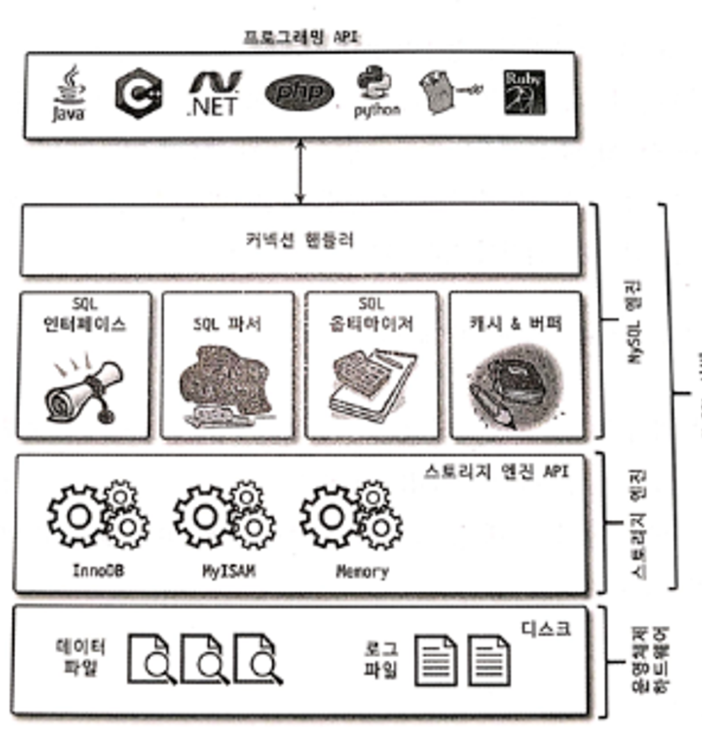 프로그래밍 API
Java
C
.NET
php
python
Ruby
커넥션 핸들러
MySQL 엔진
SQL
인터페이스
SQL 파서
SQL
옵티마이저
캐시 & 버퍼
스토리지 엔진 API
InnoDB
MyISAM
Memory
스토리지 엔진
디스크
데이터
파일
로그
파일
운영체제
하드웨어